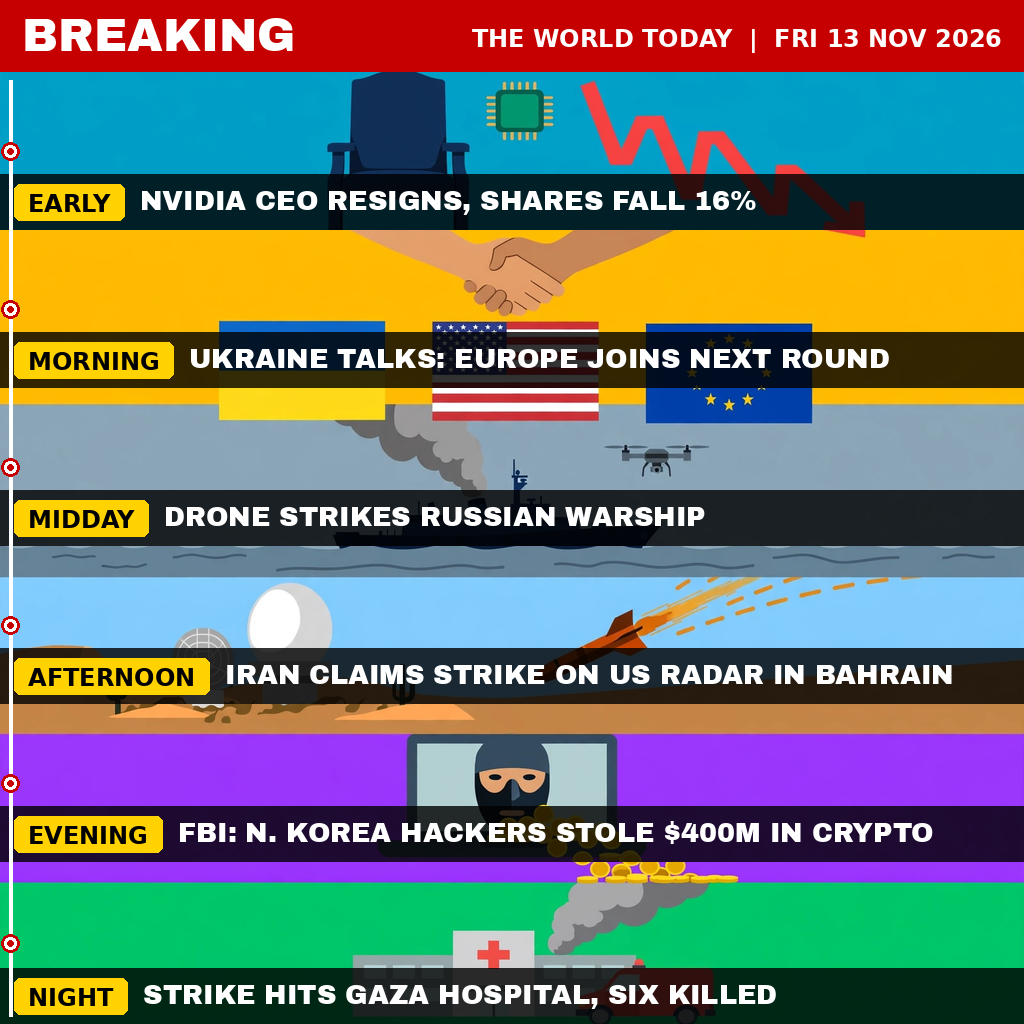 BREAKING
THE WORLD TODAY | FRI 13 NOV 2026
EARLY NVIDIA CEO RESIGNS, SHARES FALL 16%
MORNING UKRAINE TALKS: EUROPE JOINS NEXT ROUND
MIDDAY DRONE STRIKES RUSSIAN WARSHIP
AFTERNOON IRAN CLAIMS STRIKE ON US RADAR IN BAHRAIN
EVENING FBI: N. KOREA HACKERS STOLE $400M IN CRYPTO
NIGHT STRIKE HITS GAZA HOSPITAL, SIX KILLED